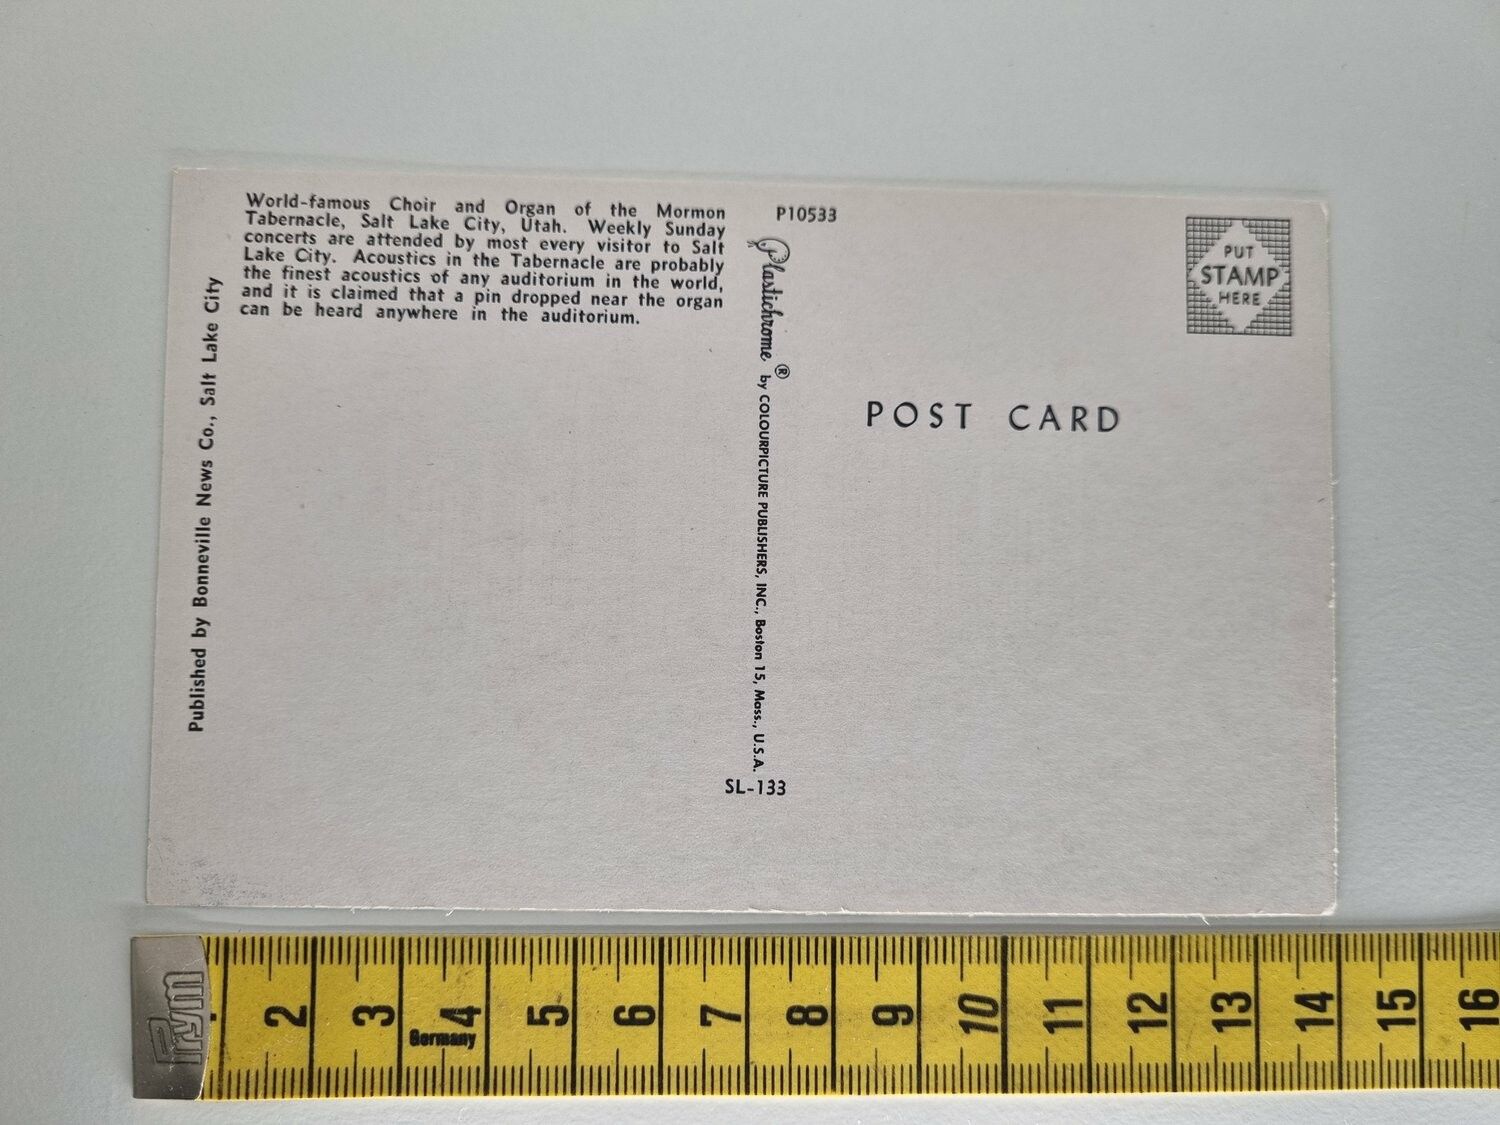 World-famous Choir and Organ of the Mormon
Tabernacle, Salt Lake City, Utah. Weekly Sunday
concerts are attended by most every visitor to Salt
Lake City. Acoustics in the Tabernacle are probably
the finest acoustics of any auditorium in the world,
and it is claimed that a pin dropped near the organ
can be heard anywhere in the auditorium.
Published by Bonneville News Co., Salt Lake City
P10533
Plastichrome ® by COLOURPICTURE PUBLISHERS, INC., Boston 15, Mass., U.S.A.
SL-133
PUT
STAMP
HERE
POST CARD
Prym
2 3 4 5 6 7 8 9 10 11 12 13 14 15 16
Germany